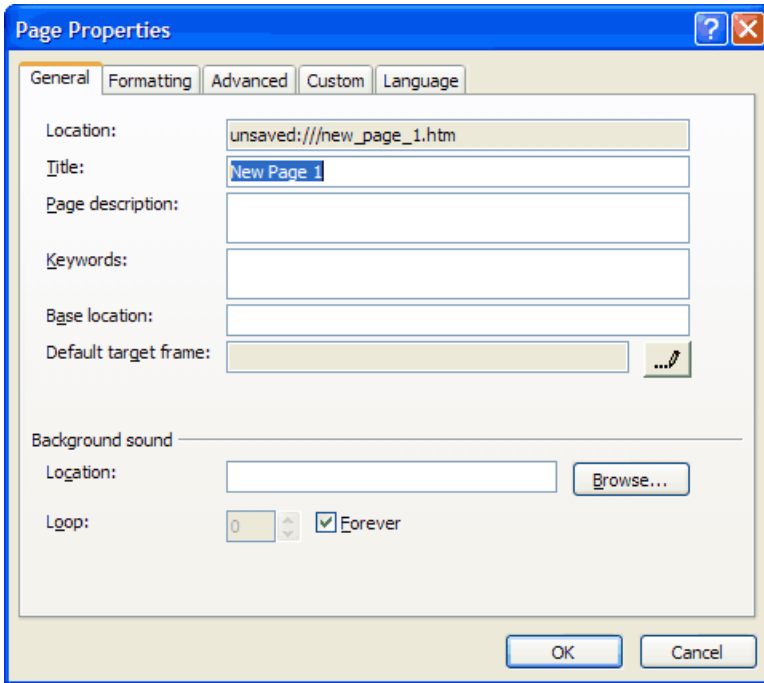 Page Properties
General Formatting Advanced Custom Language
Location: unsaved:///new_page_1.htm
Title: New Page 1
Page description:
Keywords:
Base location:
Default target frame: ...
Background sound
Location: Browse...
Loop: 0 Forever
OK Cancel